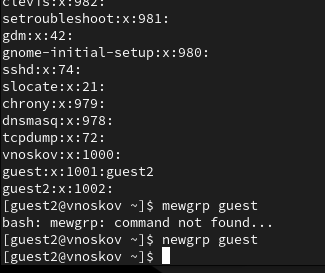 clevis:x:982:
setroubleshoot:x:981:
gdm:x:42:
gnome-initial-setup:x:980:
sshd:x:74:
slocate:x:21:
chrony:x:979:
dnsmasq:x:978:
tcpdump:x:72:
vnoskov:x:1000:
guest:x:1001:guest2
guest2:x:1002:
[guest2@vnoskov ~]$ mewgrp guest
bash: mewgrp: command not found...
[guest2@vnoskov ~]$ newgrp guest
[guest2@vnoskov ~]$